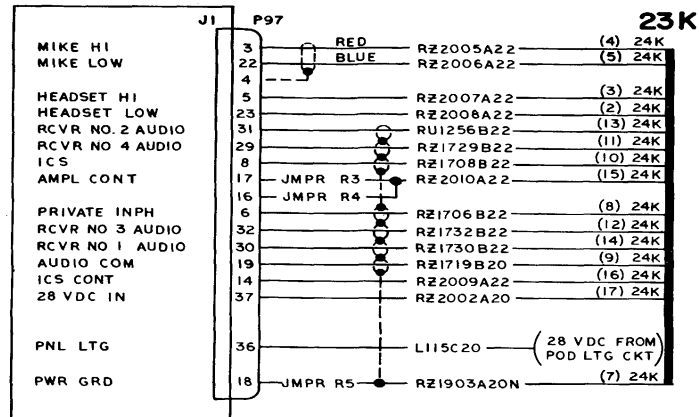 J1 P97 23K
MIKE HI 3 RED RZ2005A22 (4) 24K
MIKE LOW 22 BLUE RZ2006A22 (5) 24K
4
HEADSET HI 5 RZ2007A22 (3) 24K
HEADSET LOW 23 RZ2008A22 (2) 24K
RCVR NO. 2 AUDIO 31 RU1256B22 (13) 24K
RCVR NO 4 AUDIO 29 RZ1729B22 (11) 24K
ICS 8 RZ1708B22 (10) 24K
AMPL CONT 17 JMPR R3 RZ2010A22 (15) 24K
16 JMPR R4
PRIVATE INPH 6 RZ1706B22 (8) 24K
RCVR NO 3 AUDIO 32 RZ1732B22 (12) 24K
RCVR NO 1 AUDIO 30 RZ1730B22 (14) 24K
AUDIO COM 19 RZ1719B20 (9) 24K
ICS CONT 14 RZ2009A22 (16) 24K
28 VDC IN 37 RZ2002A20 (17) 24K
PNL LTG 36 L115C20 (28 VDC FROM
POD LTG CKT)
PWR GRD 18 JMPR R5 RZ1903A20N (7) 24K